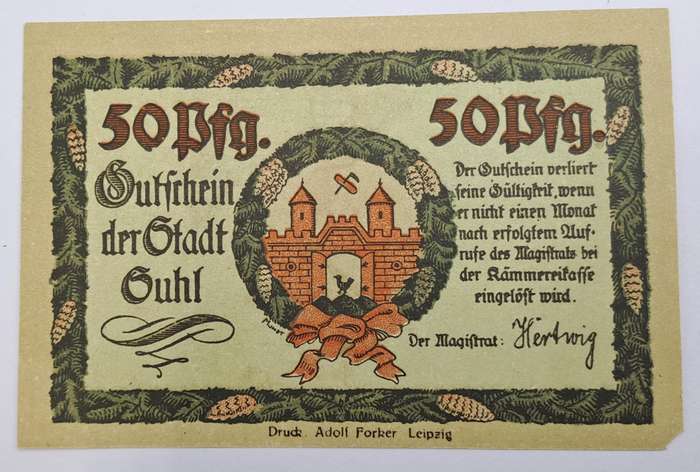 50 Pfg.
50 Pfg.
Gutschein
der Stadt
Suhl
Der Gutschein verliert
seine Gültigkeit, wenn
er nicht einen Monat
nach erfolgtem Auf-
rufe des Magistrats bei
der Kämmereikasse
eingelöst wird.
Der Magistrat: Hertwig
Druck. Adolf Forker Leipzig